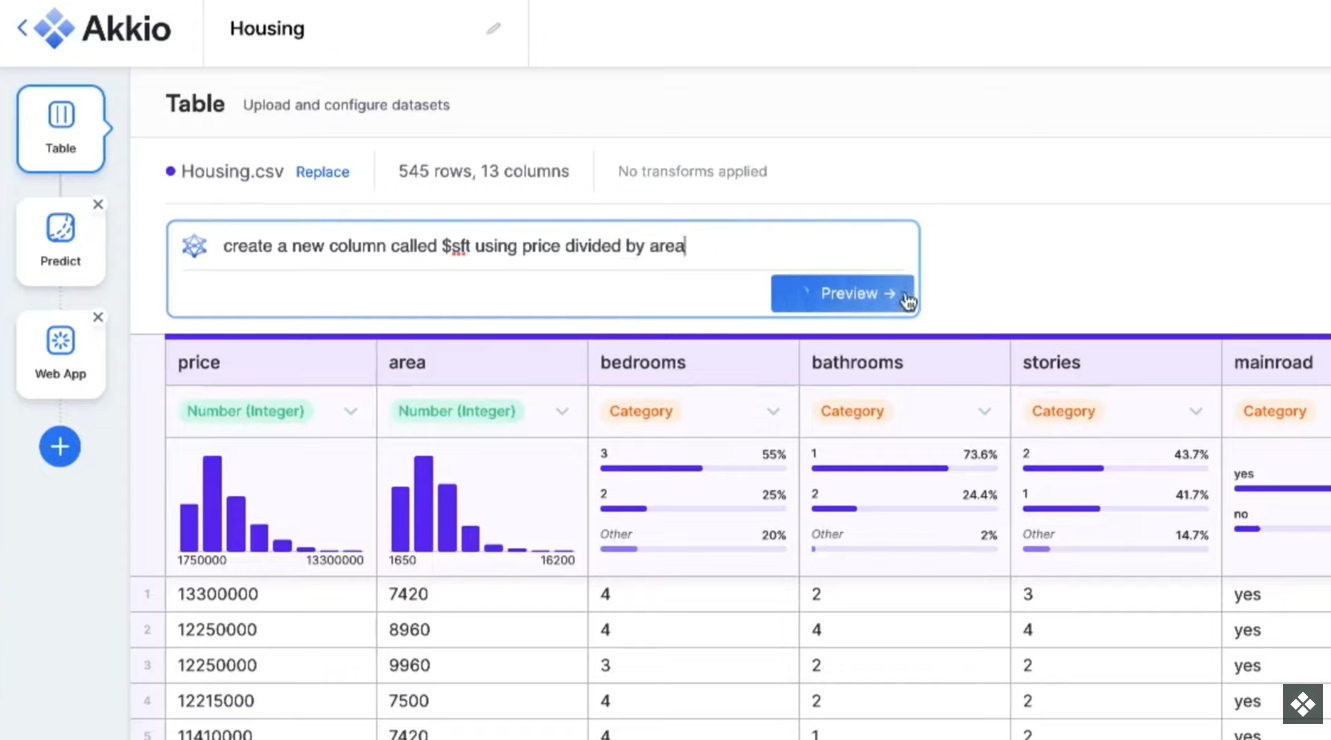 Akkio
Housing
Table
Table Upload and configure datasets
Housing.csv Replace 545 rows, 13 columns No transforms applied
Predict
create a new column called $sft using price divided by area
Preview →
Web App
price area bedrooms bathrooms stories mainroad
Number (Integer) Number (Integer) Category Category Category Category
3 55% 1 73.6% 2 43.7%
yes
2 25% 2 24.4% 1 41.7%
no
Other 20% Other 2% Other 14.7%
1750000 13300000 1650 16200
1 13300000 7420 4 2 3 yes
2 12250000 8960 4 4 4 yes
3 12250000 9960 3 2 2 yes
4 12215000 7500 4 2 2 yes
5 11410000 7420 4 1 2 yes